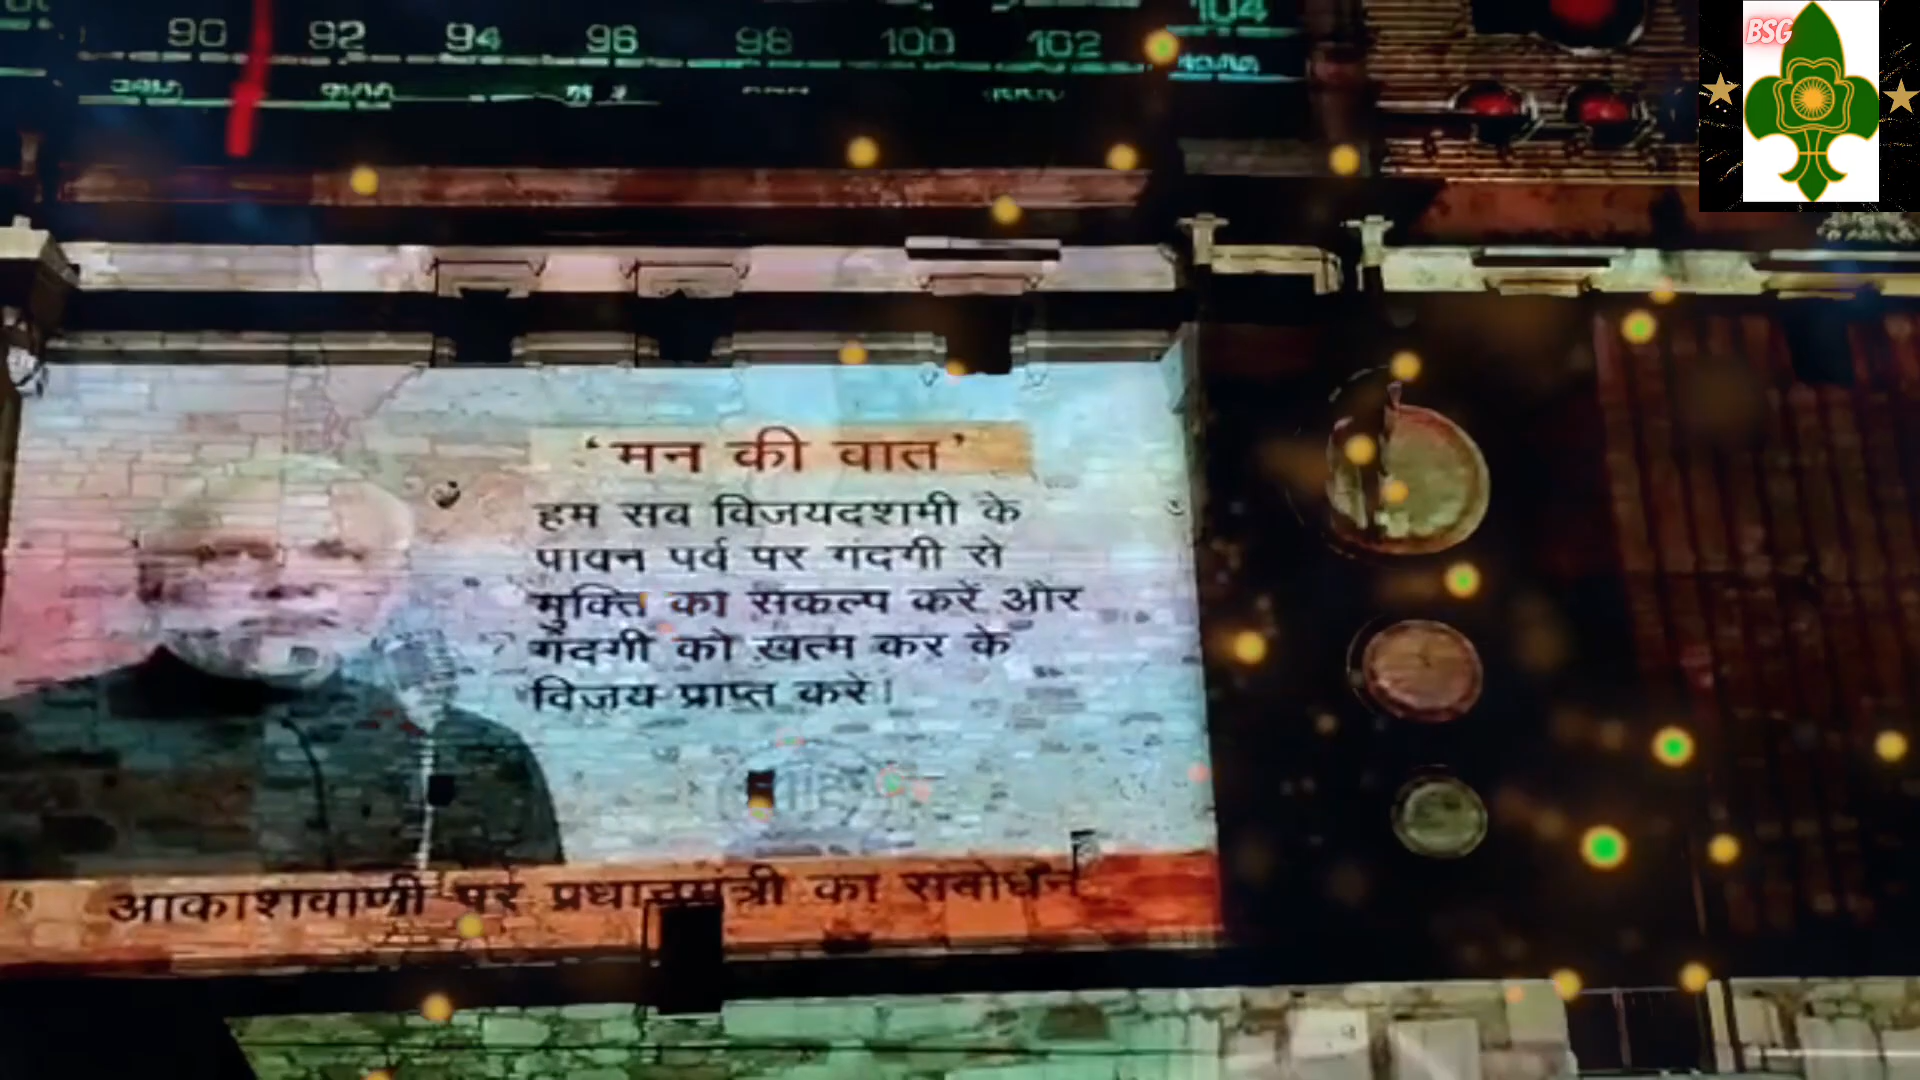 90 92 94 96 98 100 102 104
BSG
‘मन की बात’
हम सब विजयदशमी के
पावन पर्व पर गंदगी से
मुक्ति का संकल्प करें और
गंदगी को खत्म कर के
विजय प्राप्त करें।
आकाशवाणी पर प्रधानमंत्री का संबोधन